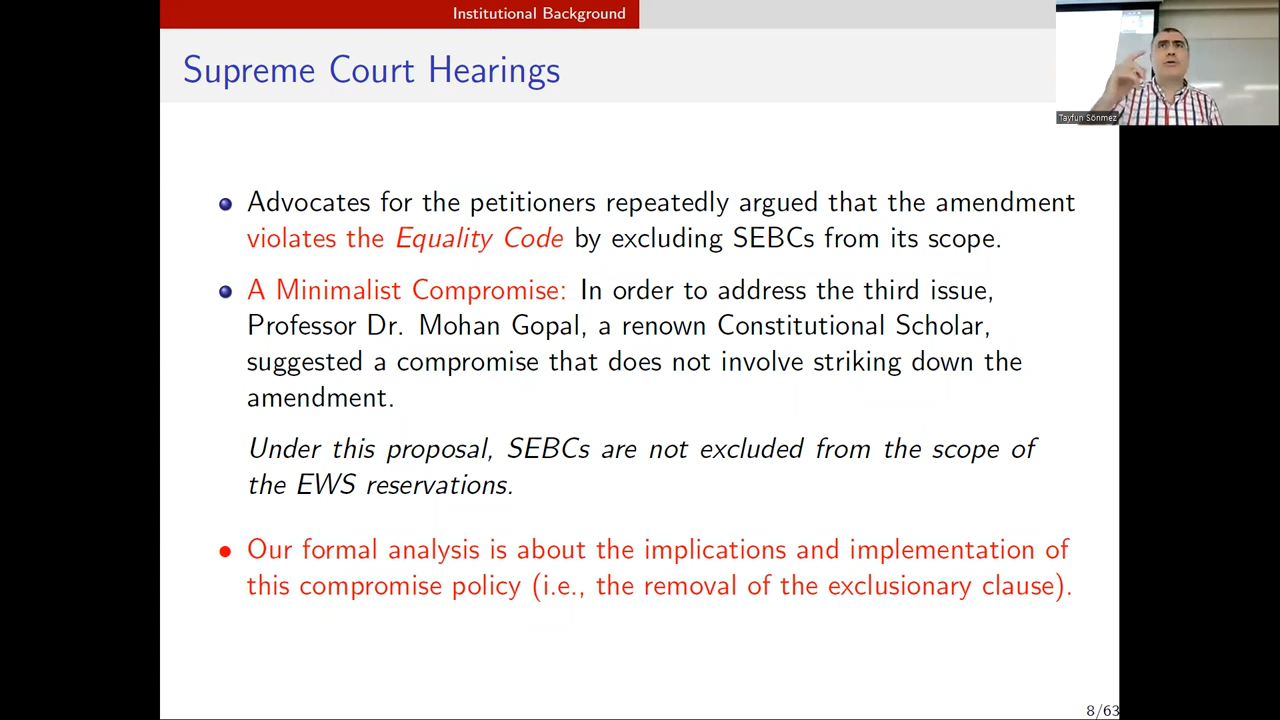 Institutional Background
Supreme Court Hearings
Tayfun Sönmez
Advocates for the petitioners repeatedly argued that the amendment
violates the Equality Code by excluding SEBCs from its scope.
A Minimalist Compromise: In order to address the third issue,
Professor Dr. Mohan Gopal, a renown Constitutional Scholar,
suggested a compromise that does not involve striking down the
amendment.
Under this proposal, SEBCs are not excluded from the scope of
the EWS reservations.
Our formal analysis is about the implications and implementation of
this compromise policy (i.e., the removal of the exclusionary clause).
8/63